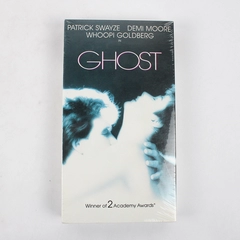 PATRICK SWAYZE DEMI MOORE
WHOOPI GOLDBERG
GHOST
Winner of 2 Academy Awards®